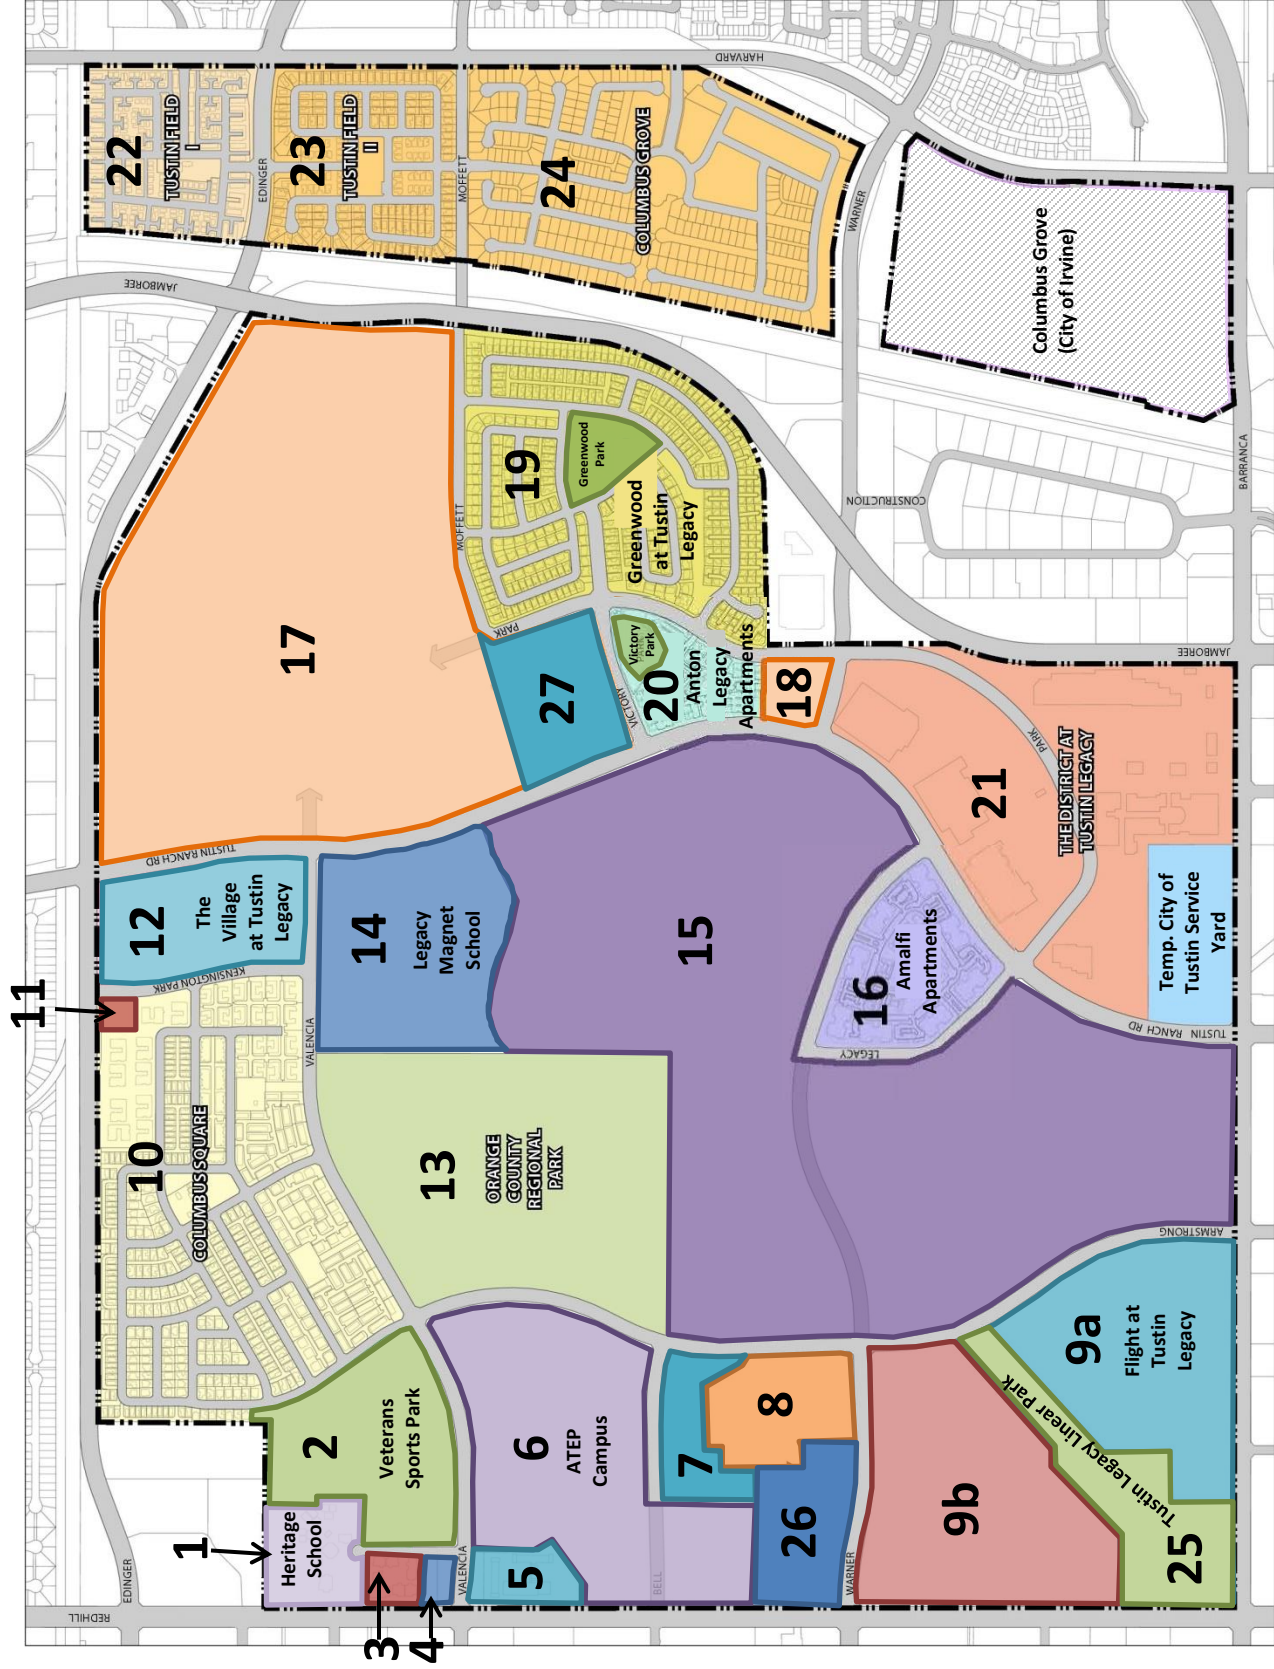 REDHILL
EDINGER
1
Heritage
School
2
Veterans
Sports Park
3
4
VALENCIA
5
6
ATEP
Campus
BELL
7
8
26
WARNER
9b
Tustin Legacy Linear Park
25
9a
Flight at
Tustin
Legacy
ARMSTRONG
10
COLUMBUS SQUARE
11
KENSINGTON PARK
VALENCIA
12
The
Village
at Tustin
Legacy
TUSTIN RANCH RD
13
ORANGE
COUNTY
REGIONAL
PARK
14
Legacy
Magnet
School
15
16
Amalfi
Apartments
LEGACY
TUSTIN RANCH RD
Temp. City of
Tustin Service
Yard
21
THE DISTRICT AT
TUSTIN LEGACY
PARK
17
27
PARK
VICTORY
Victory
Park
20
Anton
Legacy
Apartments
18
MOFFETT
19
Greenwood
Park
Greenwood
at Tustin
Legacy
JAMBOREE
CONSTRUCTION
BARRANCA
JAMBOREE
22
TUSTIN FIELD
I
EDINGER
23
TUSTIN FIELD
II
MOFFETT
24
COLUMBUS GROVE
HARVARD
WARNER
Columbus Grove
(City of Irvine)